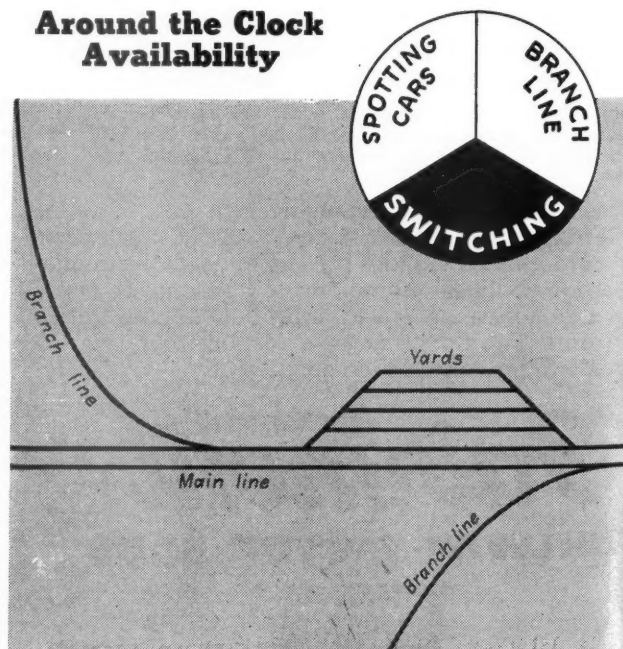 Around the Clock
Availability
SPOTTING
CARS
BRANCH
LINE
SWITCHING
Branch line
Yards
Main line
Branch line